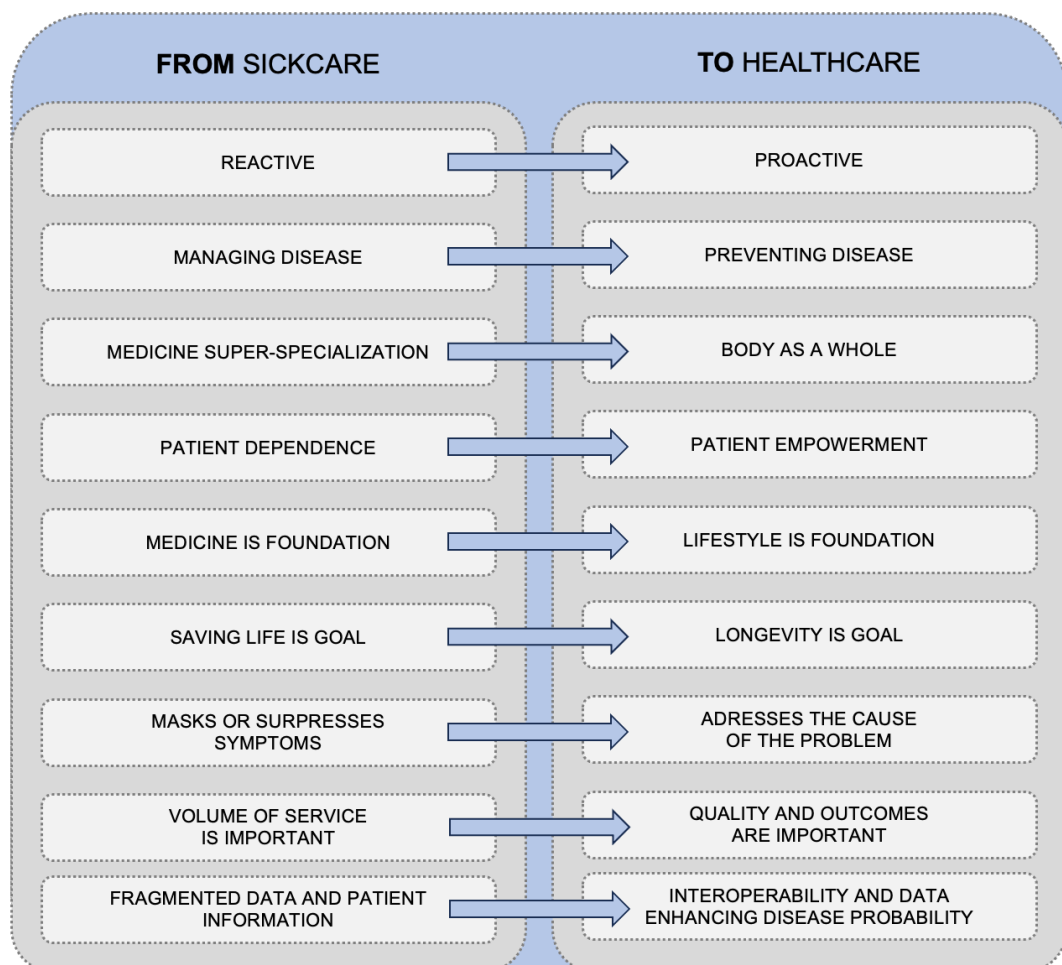 FROM SICKCARE
TO HEALTHCARE
REACTIVE
PROACTIVE
MANAGING DISEASE
PREVENTING DISEASE
MEDICINE SUPER-SPECIALIZATION
BODY AS A WHOLE
PATIENT DEPENDENCE
PATIENT EMPOWERMENT
MEDICINE IS FOUNDATION
LIFESTYLE IS FOUNDATION
SAVING LIFE IS GOAL
LONGEVITY IS GOAL
MASKS OR SURPRESSES
SYMPTOMS
ADRESSES THE CAUSE
OF THE PROBLEM
VOLUME OF SERVICE
IS IMPORTANT
QUALITY AND OUTCOMES
ARE IMPORTANT
FRAGMENTED DATA AND PATIENT
INFORMATION
INTEROPERABILITY AND DATA
ENHANCING DISEASE PROBABILITY